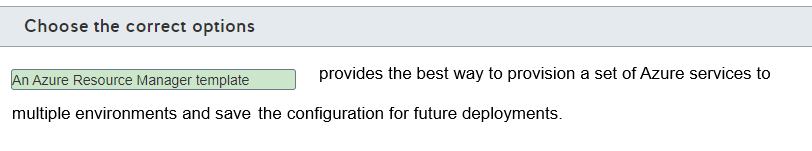 Choose the correct options
An Azure Resource Manager template provides the best way to provision a set of Azure services to
multiple environments and save the configuration for future deployments.